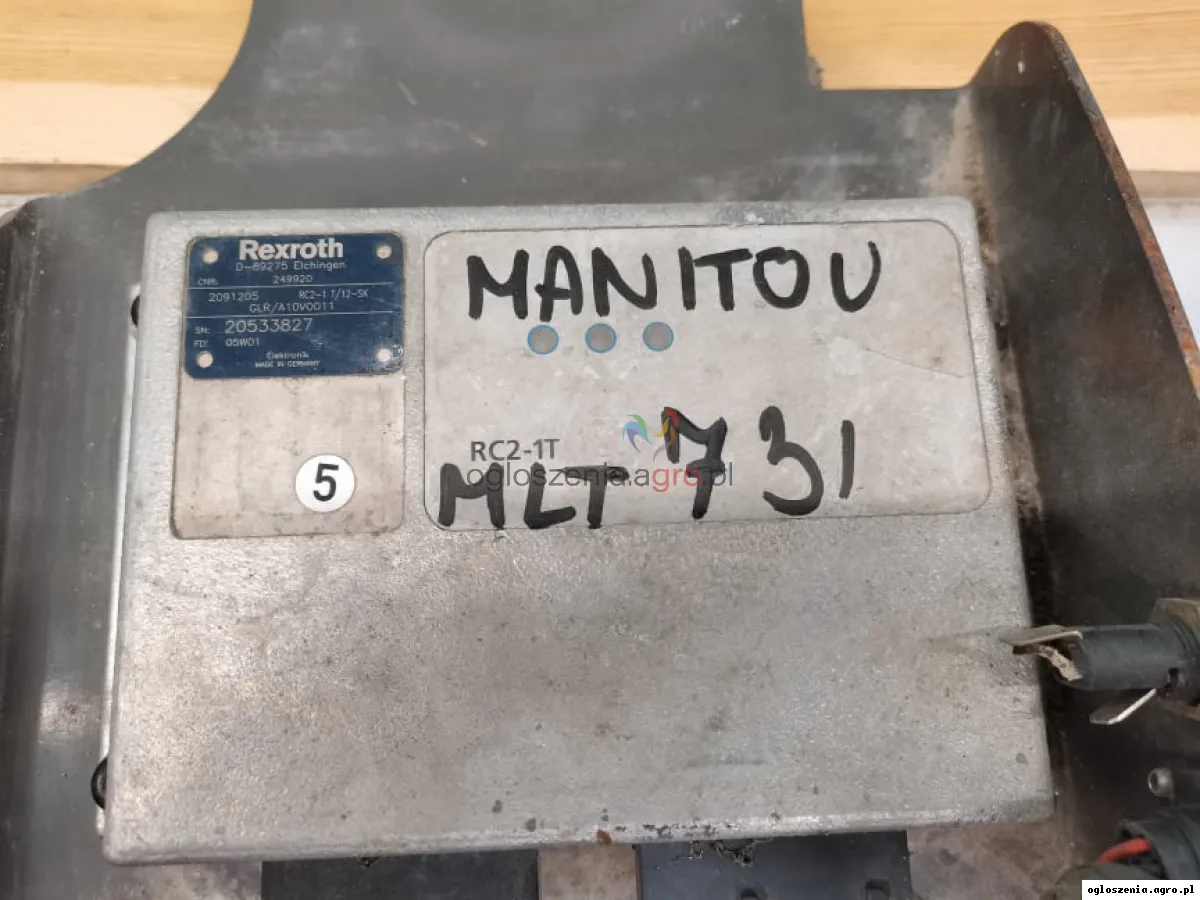 Rexroth
D-89275 Elchingen
CNR: 249920
2091205 RC2-1 T/12-SK
GLR/A10VO011
SN: 20533827
FD: 05W01
Elektronik
MADE IN GERMANY
5
MANITOU
RC2-1T
ogloszenia.agro.pl
MLT 731
ogloszenia.agro.pl